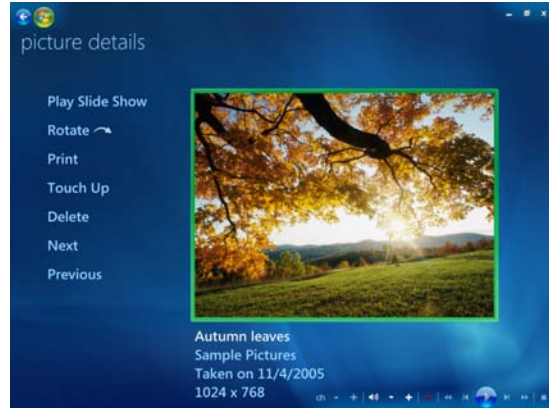 picture details
Play Slide Show
Rotate
Print
Touch Up
Delete
Next
Previous
Autumn leaves
Sample Pictures
Taken on 11/4/2005
1024 x 768
ch - +
- +